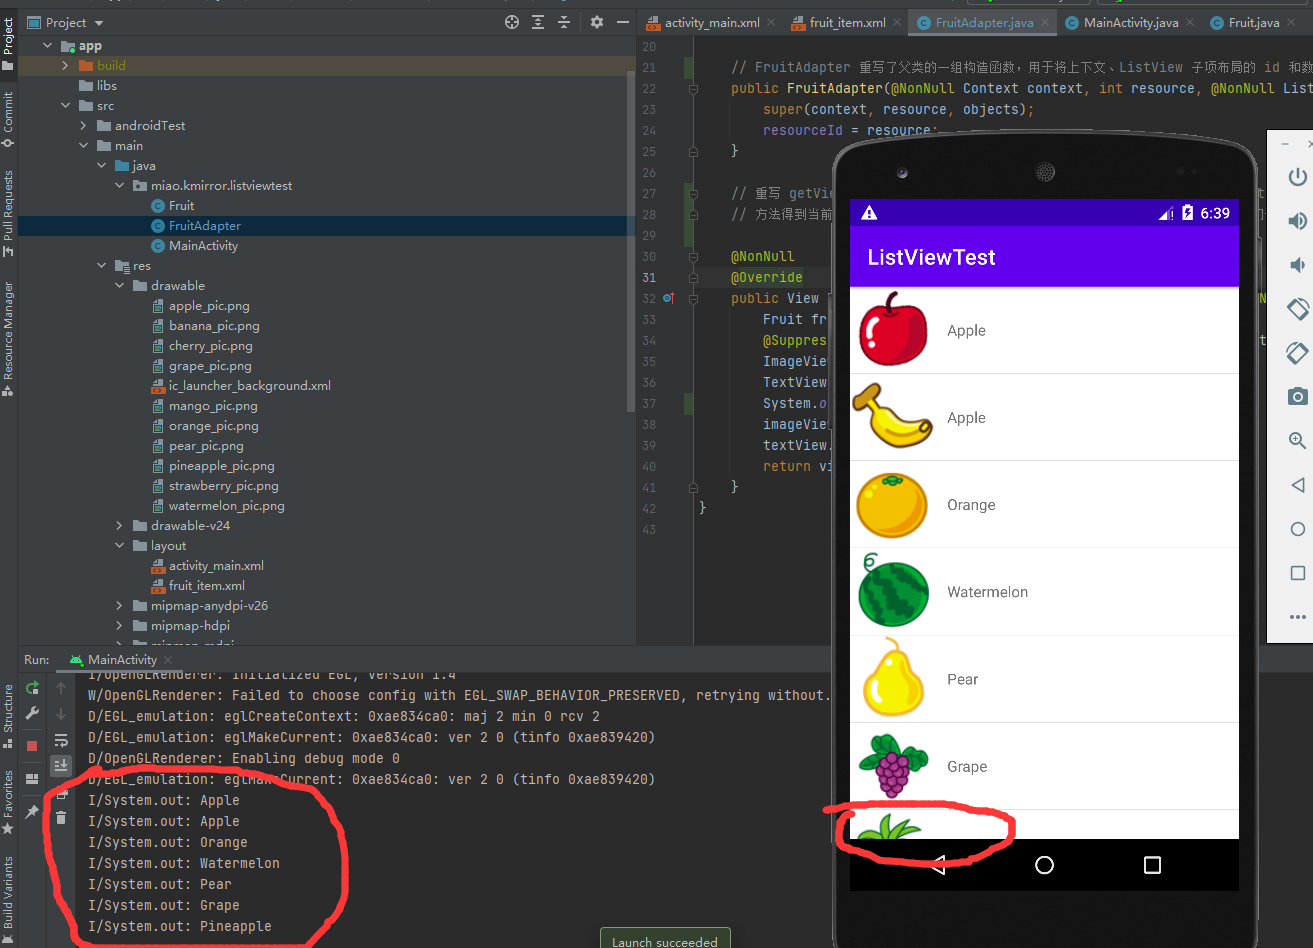 Project
activity_main.xml
fruit_item.xml
FruitAdapter.java
MainActivity.java
Fruit.java
Project
Commit
Pull Requests
Resource Manager
Structure
Favorites
Build Variants
app
build
libs
src
androidTest
main
java
miao.kmirror.listviewtest
Fruit
FruitAdapter
MainActivity
res
drawable
apple_pic.png
banana_pic.png
cherry_pic.png
grape_pic.png
ic_launcher_background.xml
mango_pic.png
orange_pic.png
pear_pic.png
pineapple_pic.png
strawberry_pic.png
watermelon_pic.png
drawable-v24
layout
activity_main.xml
fruit_item.xml
mipmap-anydpi-v26
mipmap-hdpi
mipmap-mdpi
20
21 // FruitAdapter 重写了父类的一组构造函数，用于将上下文、ListView 子项布局的 id 和数
22 public FruitAdapter(@NonNull Context context, int resource, @NonNull List
23 super(context, resource, objects);
24 resourceId = resource;
25 }
26
27 // 重写 getVie
28 // 方法得到当前
29
30 @NonNull
31 @Override
32 public View
33 Fruit fr
34 @Suppres
35 ImageView
36 TextView
37 System.o
38 imageVie
39 textView.
40 return vi
41 }
42 }
43
6:39
ListViewTest
Apple
Apple
Orange
Watermelon
Pear
Grape
Run: MainActivity
I/OpenGLRenderer: Initialized EGL, version 1.4
W/OpenGLRenderer: Failed to choose config with EGL_SWAP_BEHAVIOR_PRESERVED, retrying without.
D/EGL_emulation: eglCreateContext: 0xae834ca0: maj 2 min 0 rcv 2
D/EGL_emulation: eglMakeCurrent: 0xae834ca0: ver 2 0 (tinfo 0xae839420)
D/OpenGLRenderer: Enabling debug mode 0
D/EGL_emulation: eglMakeCurrent: 0xae834ca0: ver 2 0 (tinfo 0xae839420)
I/System.out: Apple
I/System.out: Apple
I/System.out: Orange
I/System.out: Watermelon
I/System.out: Pear
I/System.out: Grape
I/System.out: Pineapple
Launch succeeded